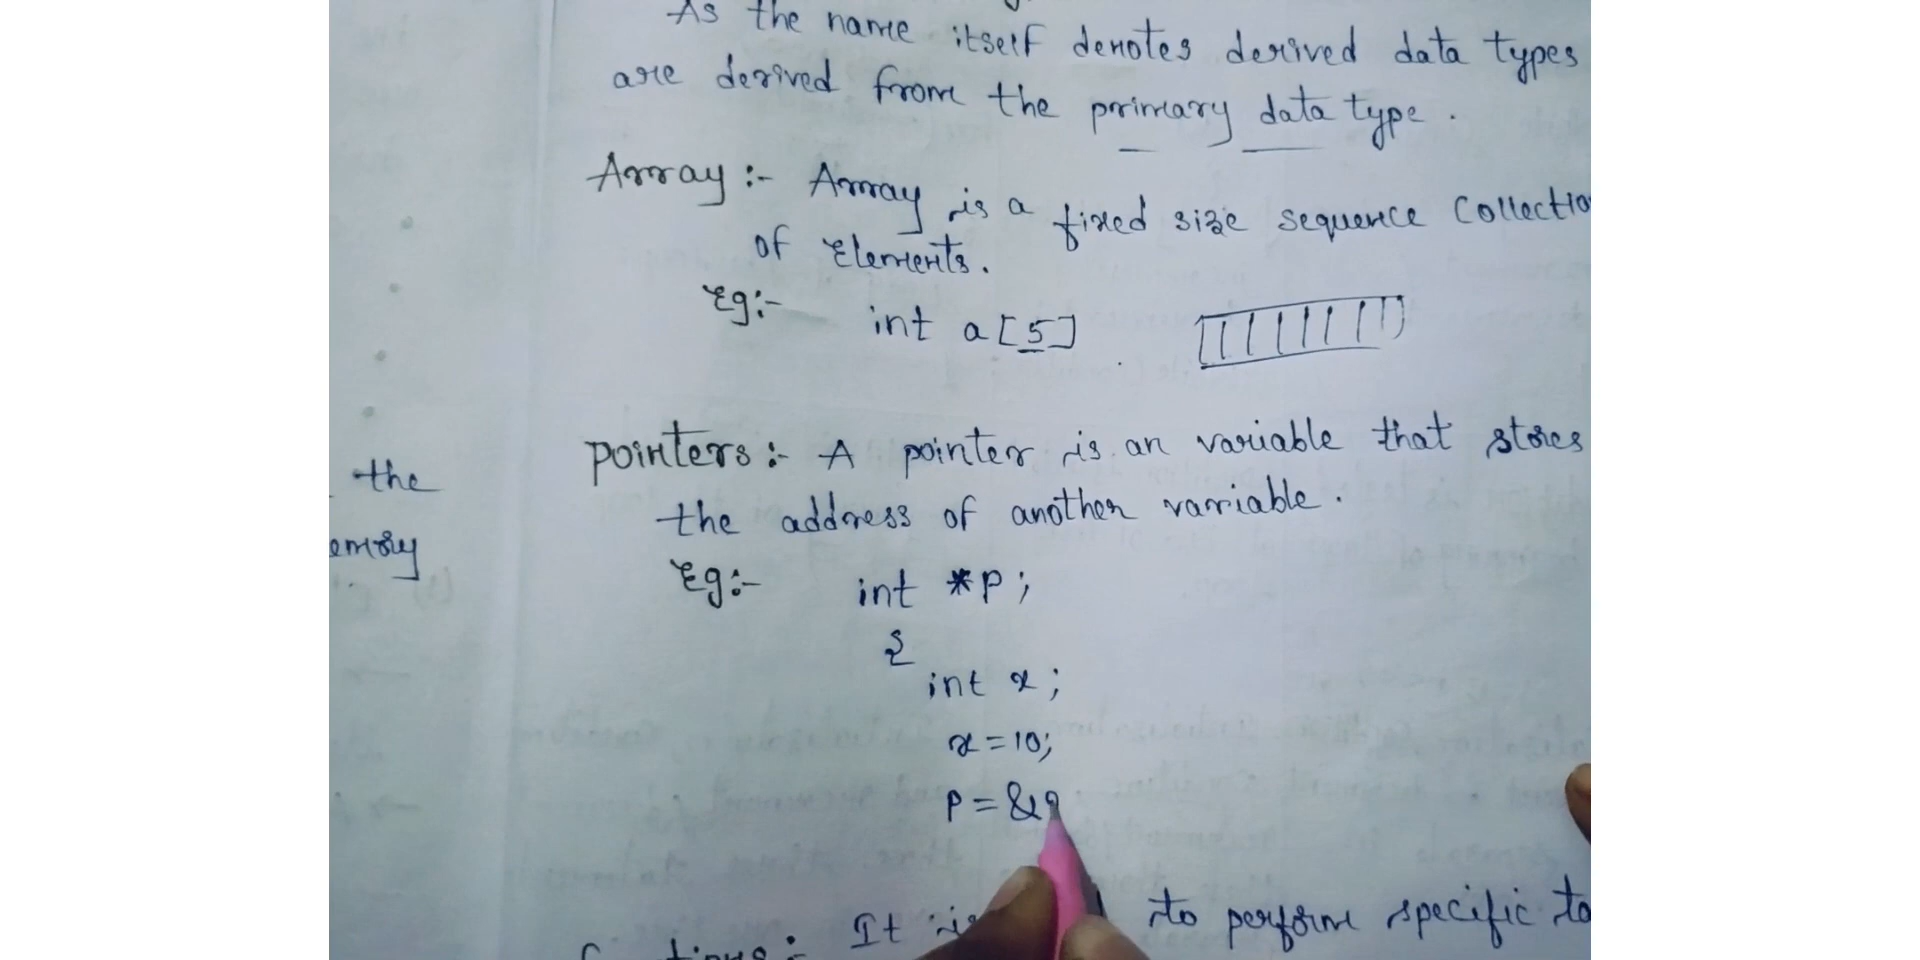 As the name itself denotes derived data types
are derived from the primary data type.
Array :- Array is a fixed size sequence collectio
of elements.
Eg:- int a[5]
pointers :- A pointer is an variable that stores
the address of another variable.
the
emory
Eg:- int *p;
{
int x;
x=10;
p=&
It is to perform specific ta